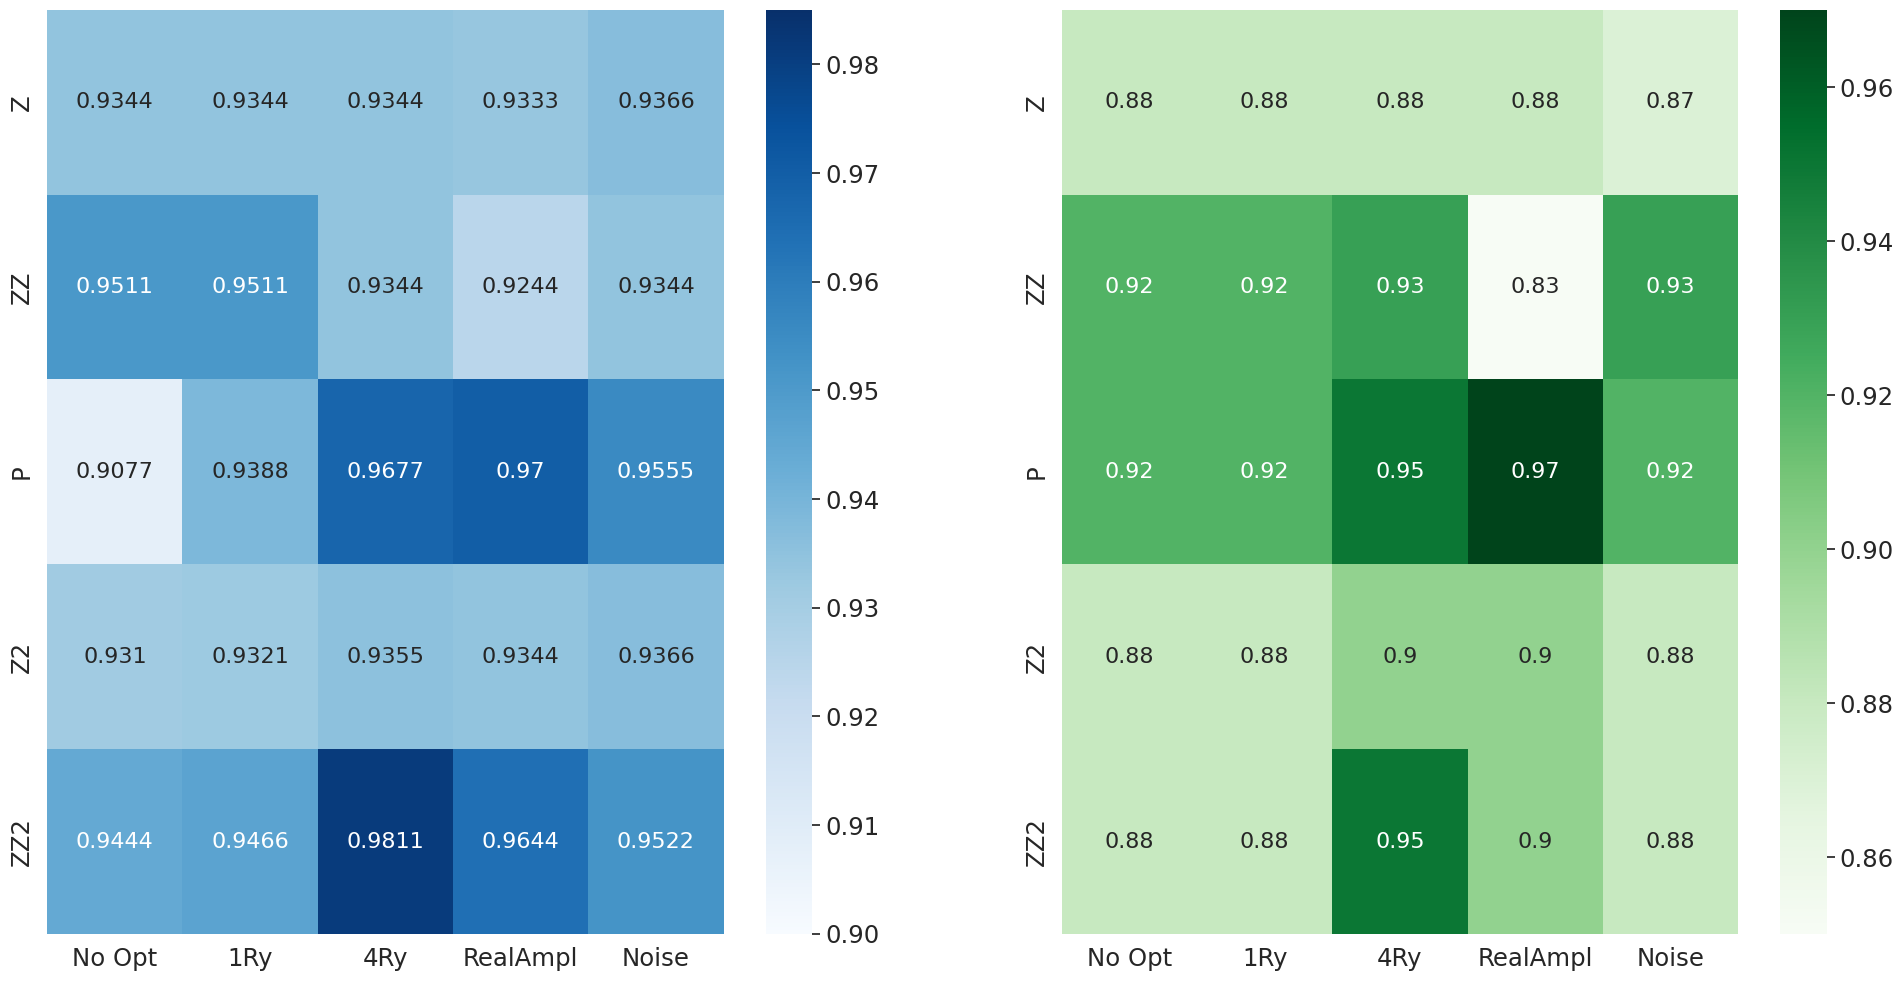 Z 0.9344 0.9344 0.9344 0.9333 0.9366
ZZ 0.9511 0.9511 0.9344 0.9244 0.9344
P 0.9077 0.9388 0.9677 0.97 0.9555
Z2 0.931 0.9321 0.9355 0.9344 0.9366
ZZ2 0.9444 0.9466 0.9811 0.9644 0.9522
No Opt 1Ry 4Ry RealAmpl Noise
0.98
0.97
0.96
0.95
0.94
0.93
0.92
0.91
0.90
Z 0.88 0.88 0.88 0.88 0.87
ZZ 0.92 0.92 0.93 0.83 0.93
P 0.92 0.92 0.95 0.97 0.92
Z2 0.88 0.88 0.9 0.9 0.88
ZZ2 0.88 0.88 0.95 0.9 0.88
No Opt 1Ry 4Ry RealAmpl Noise
0.96
0.94
0.92
0.90
0.88
0.86